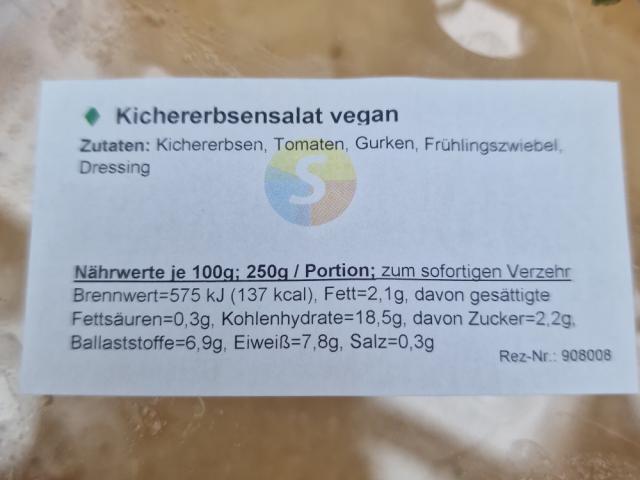 Kichererbsensalat vegan
Zutaten: Kichererbsen, Tomaten, Gurken, Frühlingszwiebel,
Dressing
S
Nährwerte je 100g; 250g / Portion; zum sofortigen Verzehr
Brennwert=575 kJ (137 kcal), Fett=2,1g, davon gesättigte
Fettsäuren=0,3g, Kohlenhydrate=18,5g, davon Zucker=2,2g,
Ballaststoffe=6,9g, Eiweiß=7,8g, Salz=0,3g
Rez-Nr.: 908008